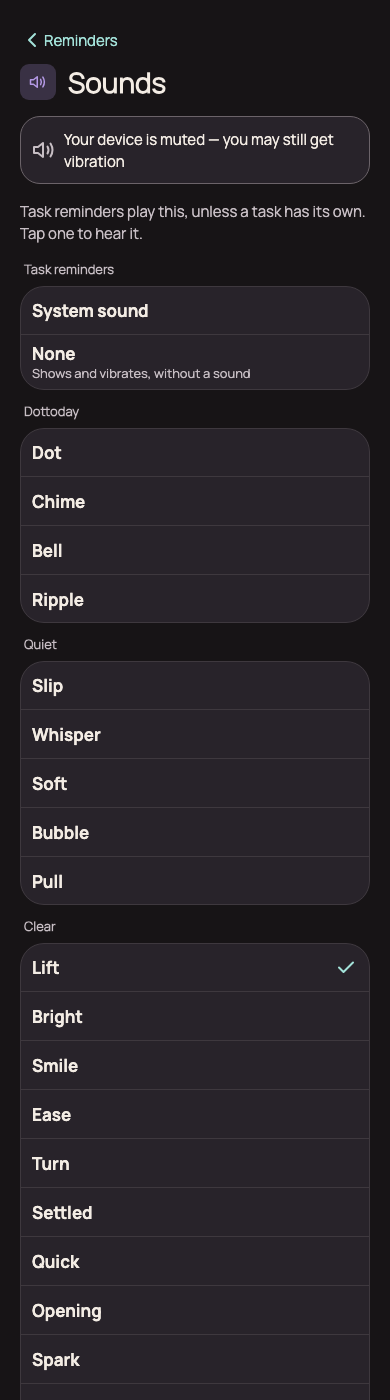 Reminders
Sounds
Your device is muted — you may still get
vibration
Task reminders play this, unless a task has its own.
Tap one to hear it.
Task reminders
System sound
None
Shows and vibrates, without a sound
Dottoday
Dot
Chime
Bell
Ripple
Quiet
Slip
Whisper
Soft
Bubble
Pull
Clear
Lift
Bright
Smile
Ease
Turn
Settled
Quick
Opening
Spark